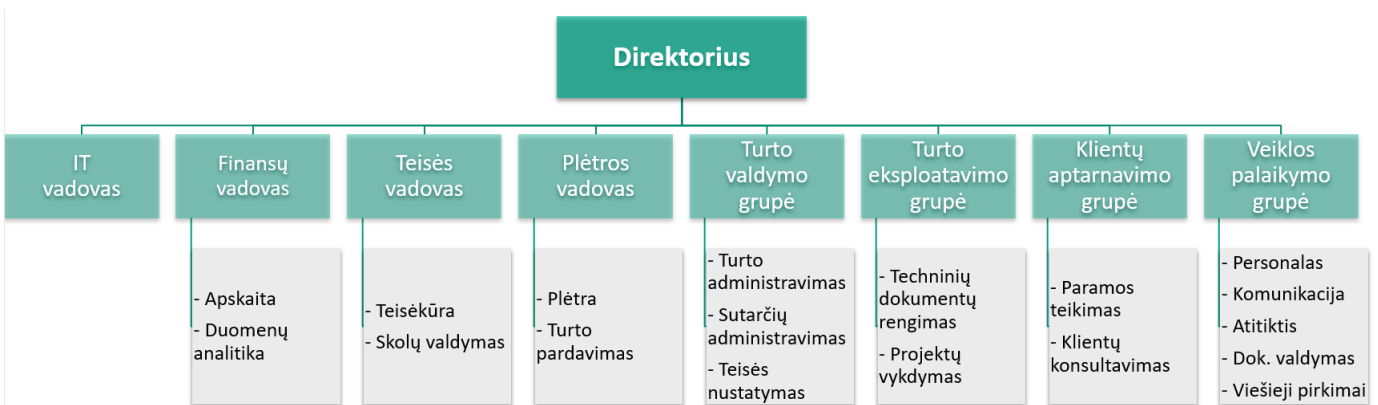 Direktorius
IT
vadovas
Finansų
vadovas
Teisės
vadovas
Plėtros
vadovas
Turto
valdymo
grupė
Turto
eksploatavimo
grupė
Klientų
aptarnavimo
grupė
Veiklos
palaikymo
grupė
- Apskaita
- Duomenų
analitika
- Teisėkūra
- Skolų valdymas
- Plėtra
- Turto
pardavimas
- Turto
administravimas
- Sutarčių
administravimas
- Teisės
nustatymas
- Techninių
dokumentų
rengimas
- Projektų
vykdymas
- Paramos
teikimas
- Klientų
konsultavimas
- Personalas
- Komunikacija
- Atitiktis
- Dok. valdymas
- Viešieji pirkimai